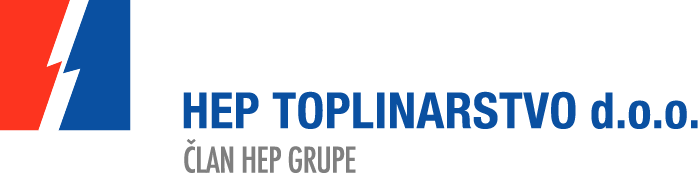 HEP TOPLINARSTVO d.o.o.
ČLAN HEP GRUPE